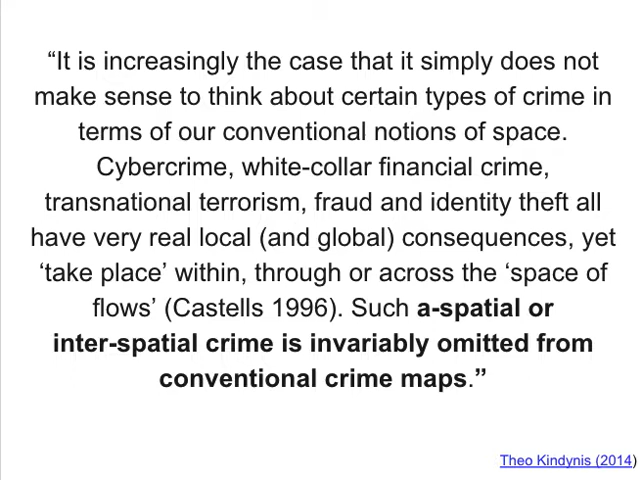 “It is increasingly the case that it simply does not
make sense to think about certain types of crime in
terms of our conventional notions of space.
Cybercrime, white-collar financial crime,
transnational terrorism, fraud and identity theft all
have very real local (and global) consequences, yet
‘take place’ within, through or across the ‘space of
flows’ (Castells 1996). Such a-spatial or
inter-spatial crime is invariably omitted from
conventional crime maps.”
Theo Kindynis (2014)